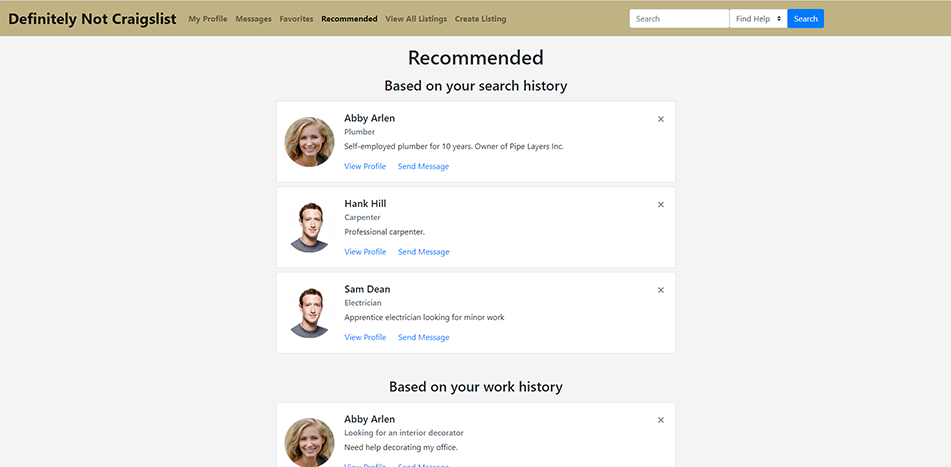 Definitely Not Craigslist My Profile Messages Favorites Recommended View All Listings Create Listing Search Find Help Search
Recommended
Based on your search history
Abby Arlen ×
Plumber
Self-employed plumber for 10 years. Owner of Pipe Layers Inc.
View Profile Send Message
Hank Hill ×
Carpenter
Professional carpenter.
View Profile Send Message
Sam Dean ×
Electrician
Apprentice electrician looking for minor work
View Profile Send Message
Based on your work history
Abby Arlen ×
Looking for an interior decorator
Need help decorating my office.
View Profile Send Message